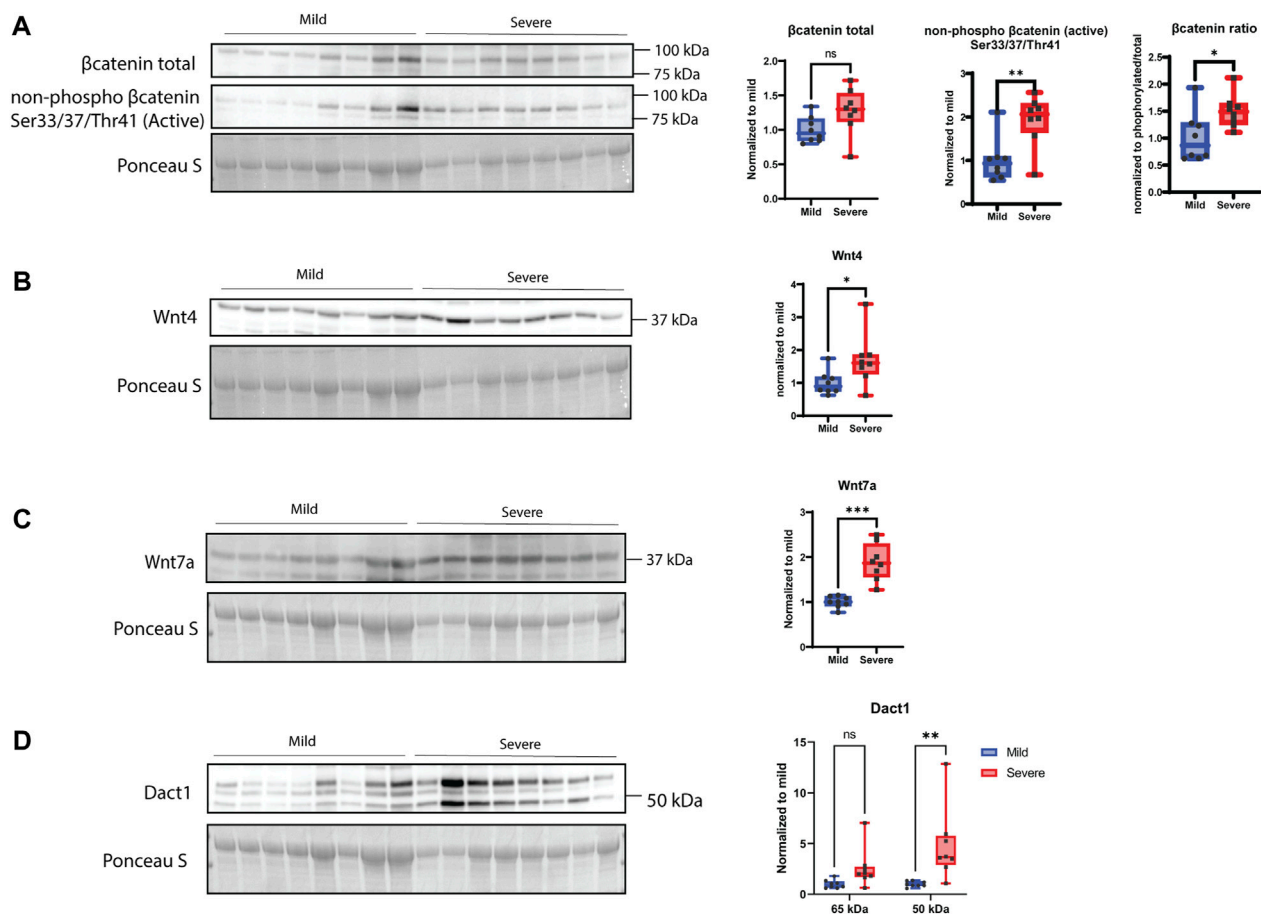 A
Mild
Severe
βcatenin total
100 kDa
75 kDa
non-phospho βcatenin
Ser33/37/Thr41 (Active)
100 kDa
75 kDa
Ponceau S
βcatenin total
ns
Normalized to mild
2.0
1.5
1.0
0.5
0.0
Mild
Severe
non-phospho βcatenin (active)
Ser33/37/Thr41
**
Normalized to mild
3
2
1
0
Mild
Severe
βcatenin ratio
*
normalized to phophorylated/total
2.5
2.0
1.5
1.0
0.5
0.0
Mild
Severe
B
Mild
Severe
Wnt4
37 kDa
Ponceau S
Wnt4
*
normalized to mild
4
3
2
1
0
Mild
Severe
C
Mild
Severe
Wnt7a
37 kDa
Ponceau S
Wnt7a
***
Normalized to mild
3
2
1
0
Mild
Severe
D
Mild
Severe
Dact1
50 kDa
Ponceau S
Dact1
ns
**
Normalized to mild
15
10
5
0
65 kDa
50 kDa
Mild
Severe